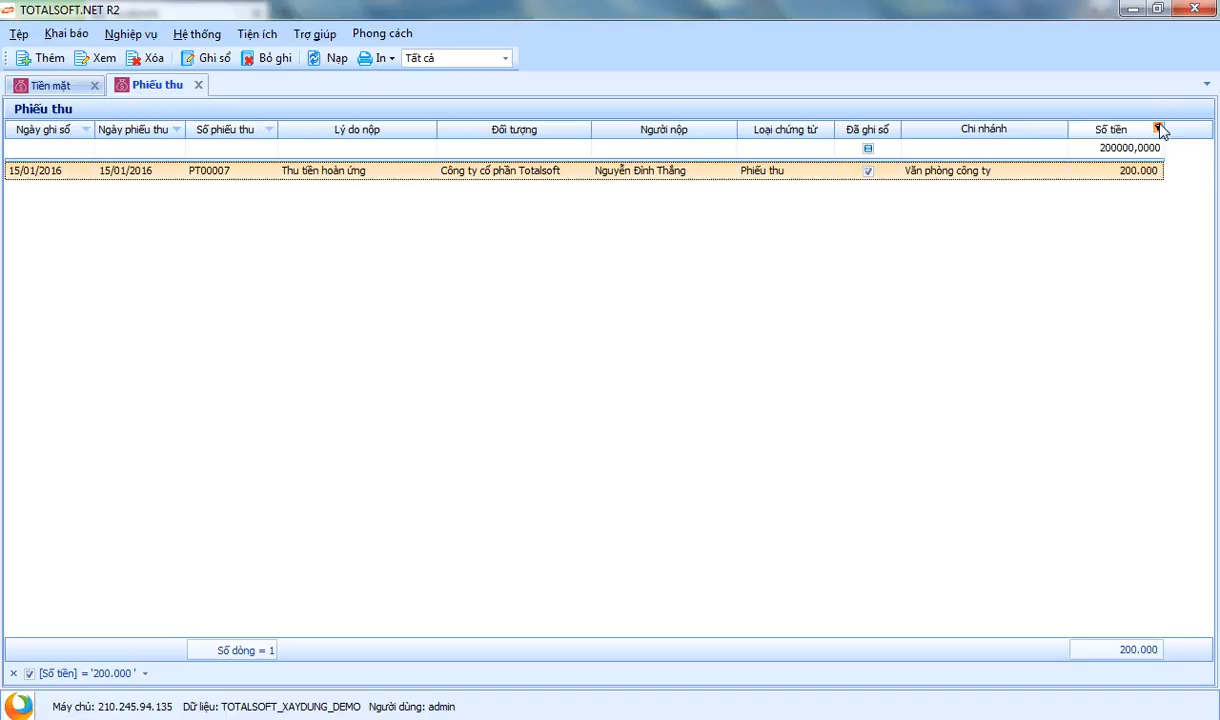 TOTALSOFT.NET R2
Tệp Khai báo Nghiệp vụ Hệ thống Tiện ích Trợ giúp Phong cách
Thêm Xem Xóa Ghi sổ Bỏ ghi Nạp In Tất cả
Tiền mặt Phiếu thu
Phiếu thu
Ngày ghi sổ Ngày phiếu thu Số phiếu thu Lý do nộp Đối tượng Người nộp Loại chứng từ Đã ghi sổ Chi nhánh Số tiền
200000,0000
15/01/2016 15/01/2016 PT00007 Thu tiền hoàn ứng Công ty cổ phần Totalsoft Nguyễn Đình Thắng Phiếu thu Văn phòng công ty 200.000
Số dòng = 1 200.000
[Số tiền] = '200.000 '
Máy chủ: 210.245.94.135 Dữ liệu: TOTALSOFT_XAYDUNG_DEMO Người dùng: admin